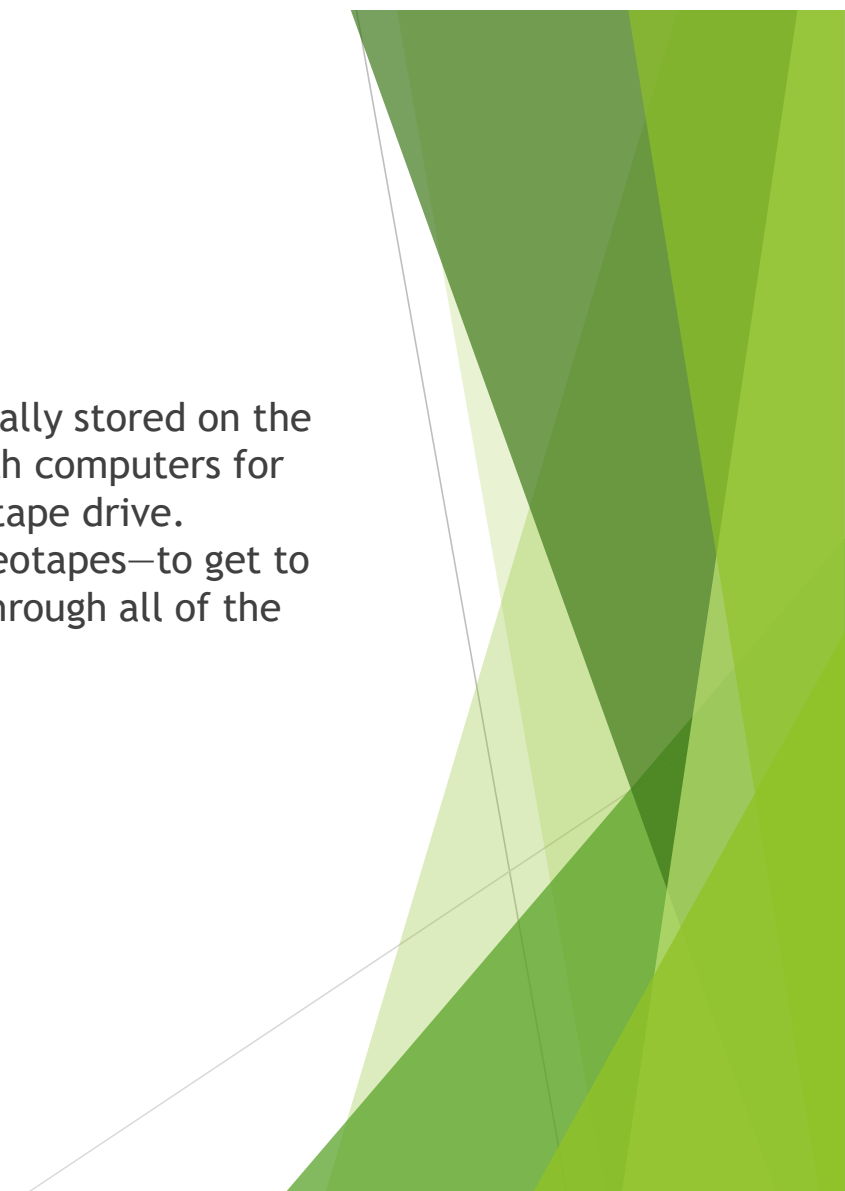 ally stored on the
h computers for
tape drive.
eotapes—to get to
hrough all of the